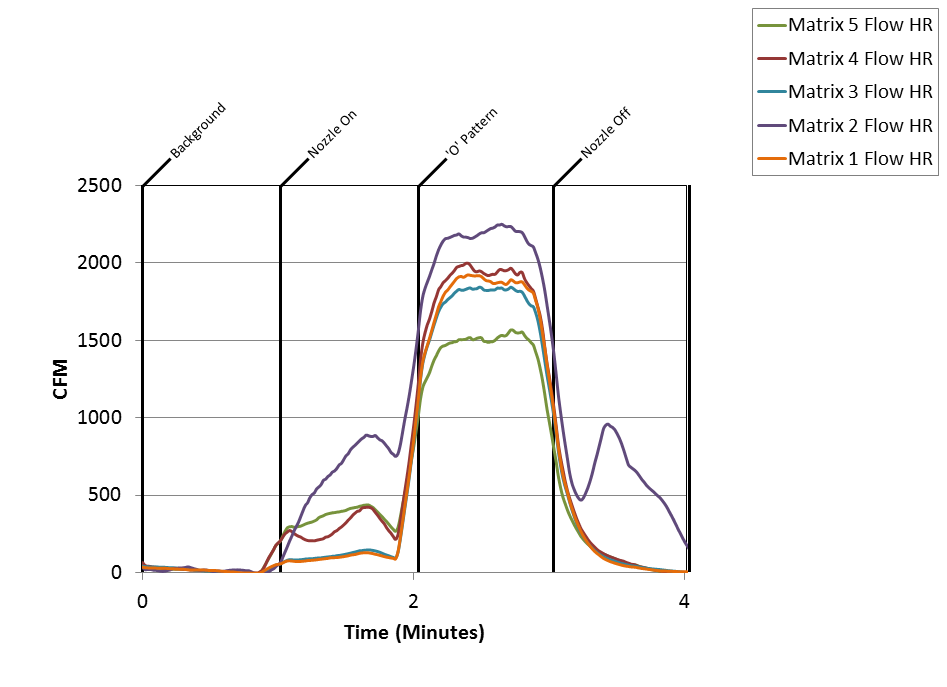 Matrix 5 Flow HR
Matrix 4 Flow HR
Matrix 3 Flow HR
Matrix 2 Flow HR
Matrix 1 Flow HR
Background
Nozzle On
'O' Pattern
Nozzle Off
2500
2000
1500
1000
500
0
CFM
0
2
4
Time (Minutes)